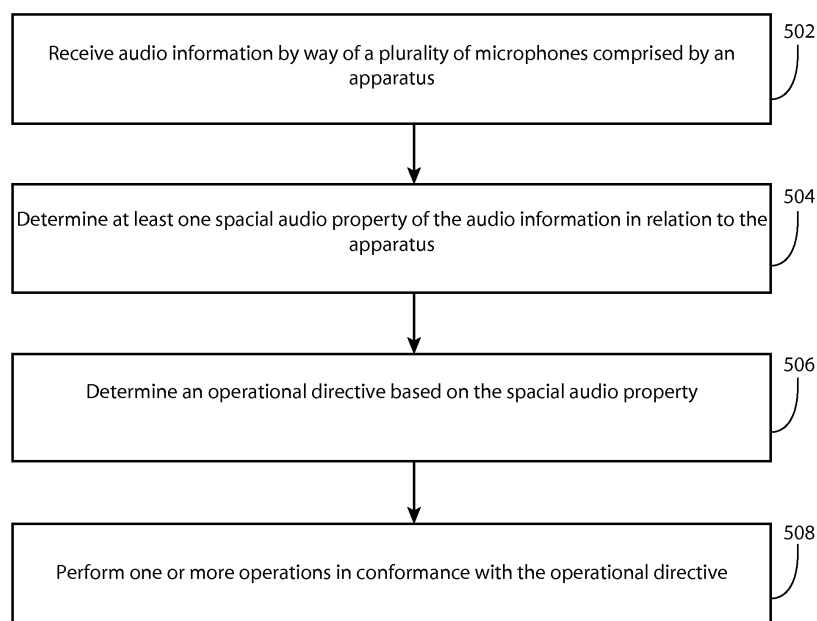 502
Receive audio information by way of a plurality of microphones comprised by an
apparatus
504
Determine at least one spacial audio property of the audio information in relation to the
apparatus
506
Determine an operational directive based on the spacial audio property
508
Perform one or more operations in conformance with the operational directive